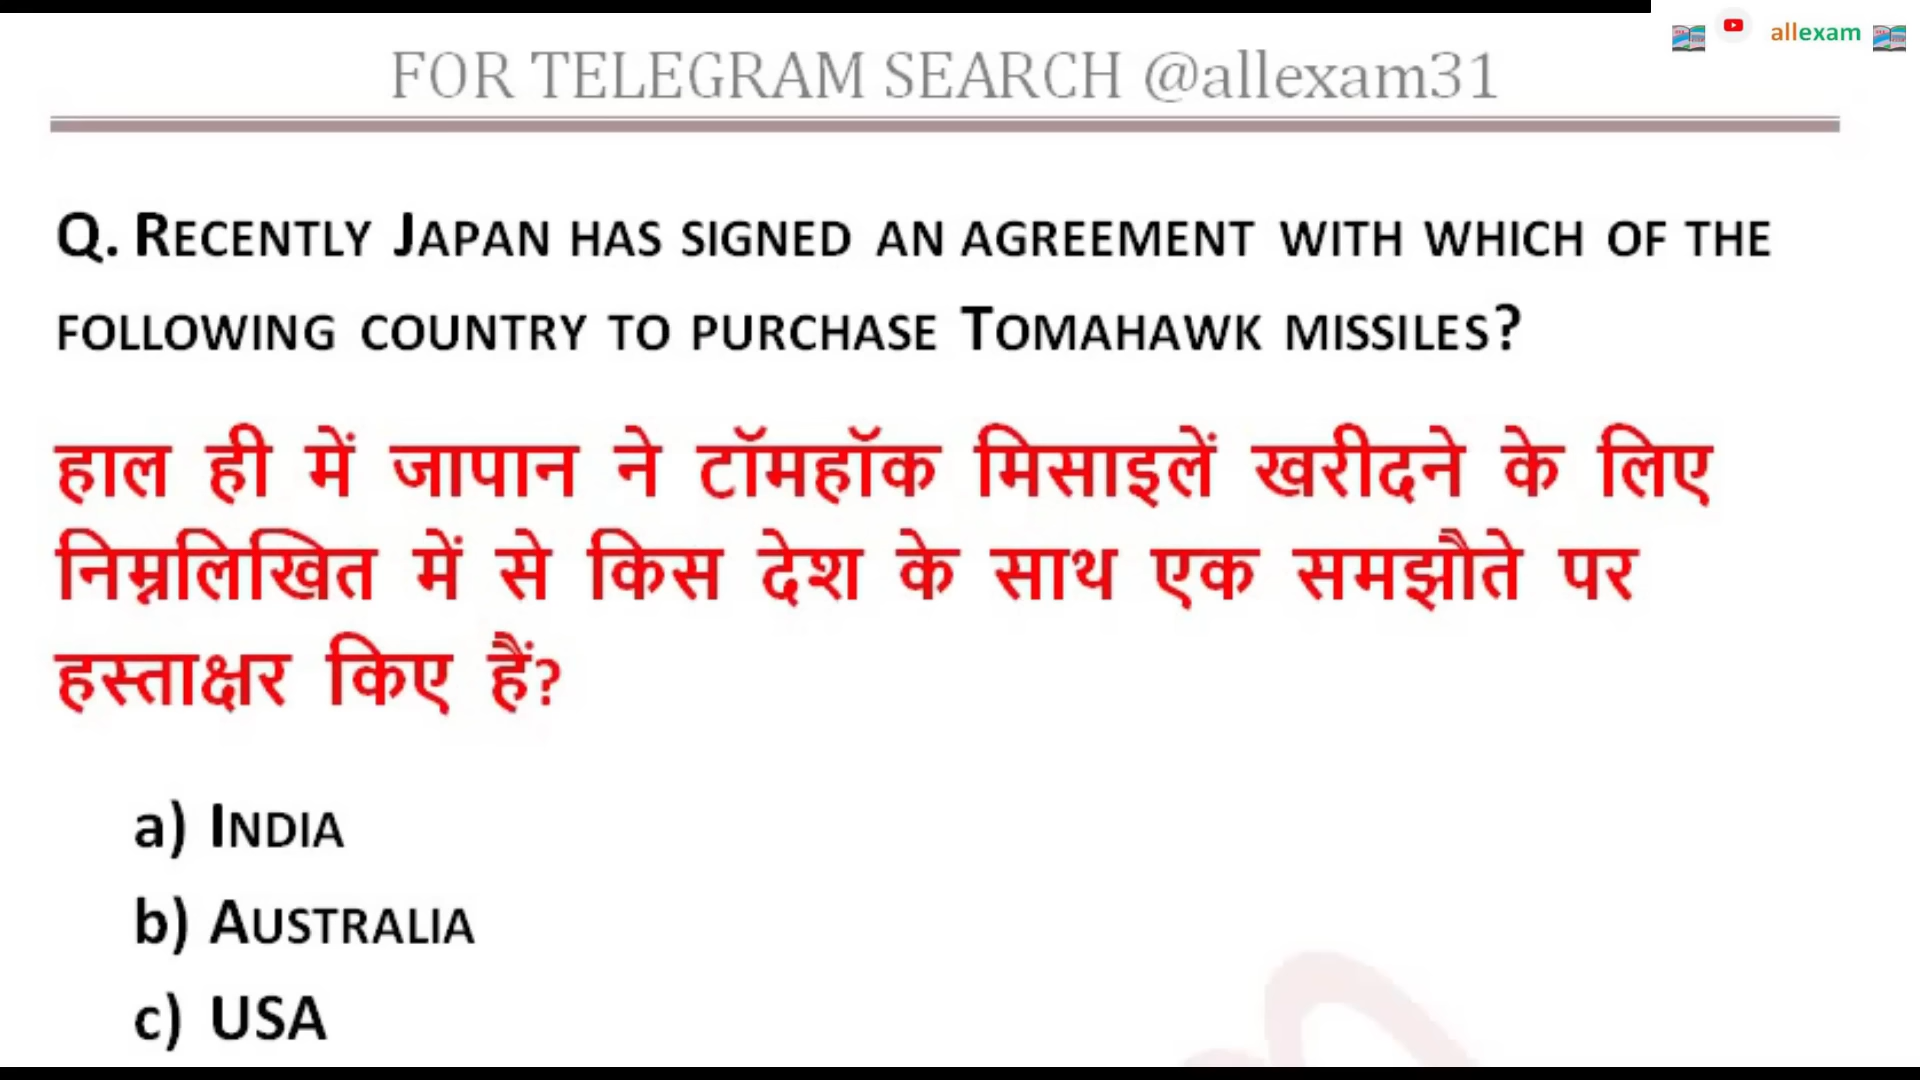 allexam
FOR TELEGRAM SEARCH @allexam31
Q. RECENTLY JAPAN HAS SIGNED AN AGREEMENT WITH WHICH OF THE
FOLLOWING COUNTRY TO PURCHASE TOMAHAWK MISSILES?
हाल ही में जापान ने टॉमहॉक मिसाइलें खरीदने के लिए
निम्नलिखित में से किस देश के साथ एक समझौते पर
हस्ताक्षर किए हैं?
a) INDIA
b) AUSTRALIA
c) USA